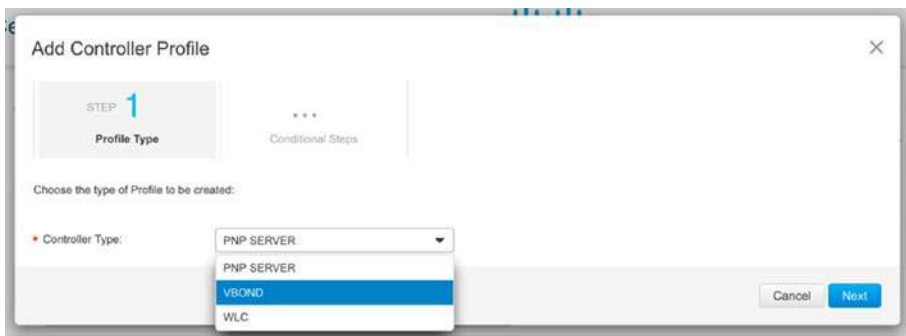 Se
Add Controller Profile
STEP 1
Profile Type
...
Conditional Steps
Choose the type of Profile to be created:
* Controller Type:
PNP SERVER
PNP SERVER
VBOND
WLC
Cancel
Next